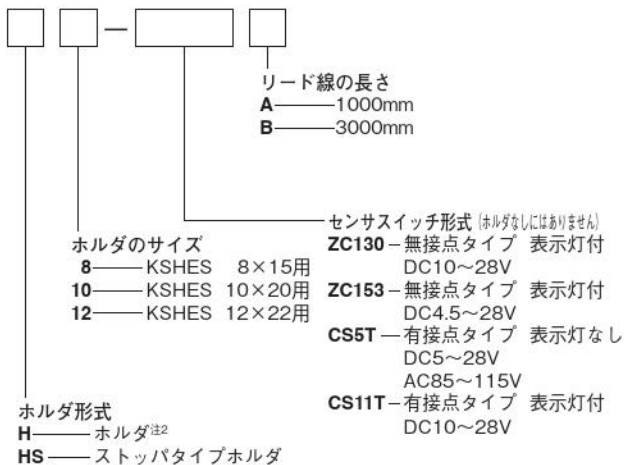 リード線の長さ
A 1000mm
B 3000mm
センサスイッチ形式（ホルダなしにはありません）
ZC130 無接点タイプ 表示灯付
DC10～28V
ZC153 無接点タイプ 表示灯付
DC4.5～28V
CS5T 有接点タイプ 表示灯なし
DC5～28V
AC85～115V
CS11T 有接点タイプ 表示灯付
DC10～28V
ホルダのサイズ
8 KSHES 8×15用
10 KSHES 10×20用
12 KSHES 12×22用
ホルダ形式
H ホルダ注2
HS ストッパタイプホルダ